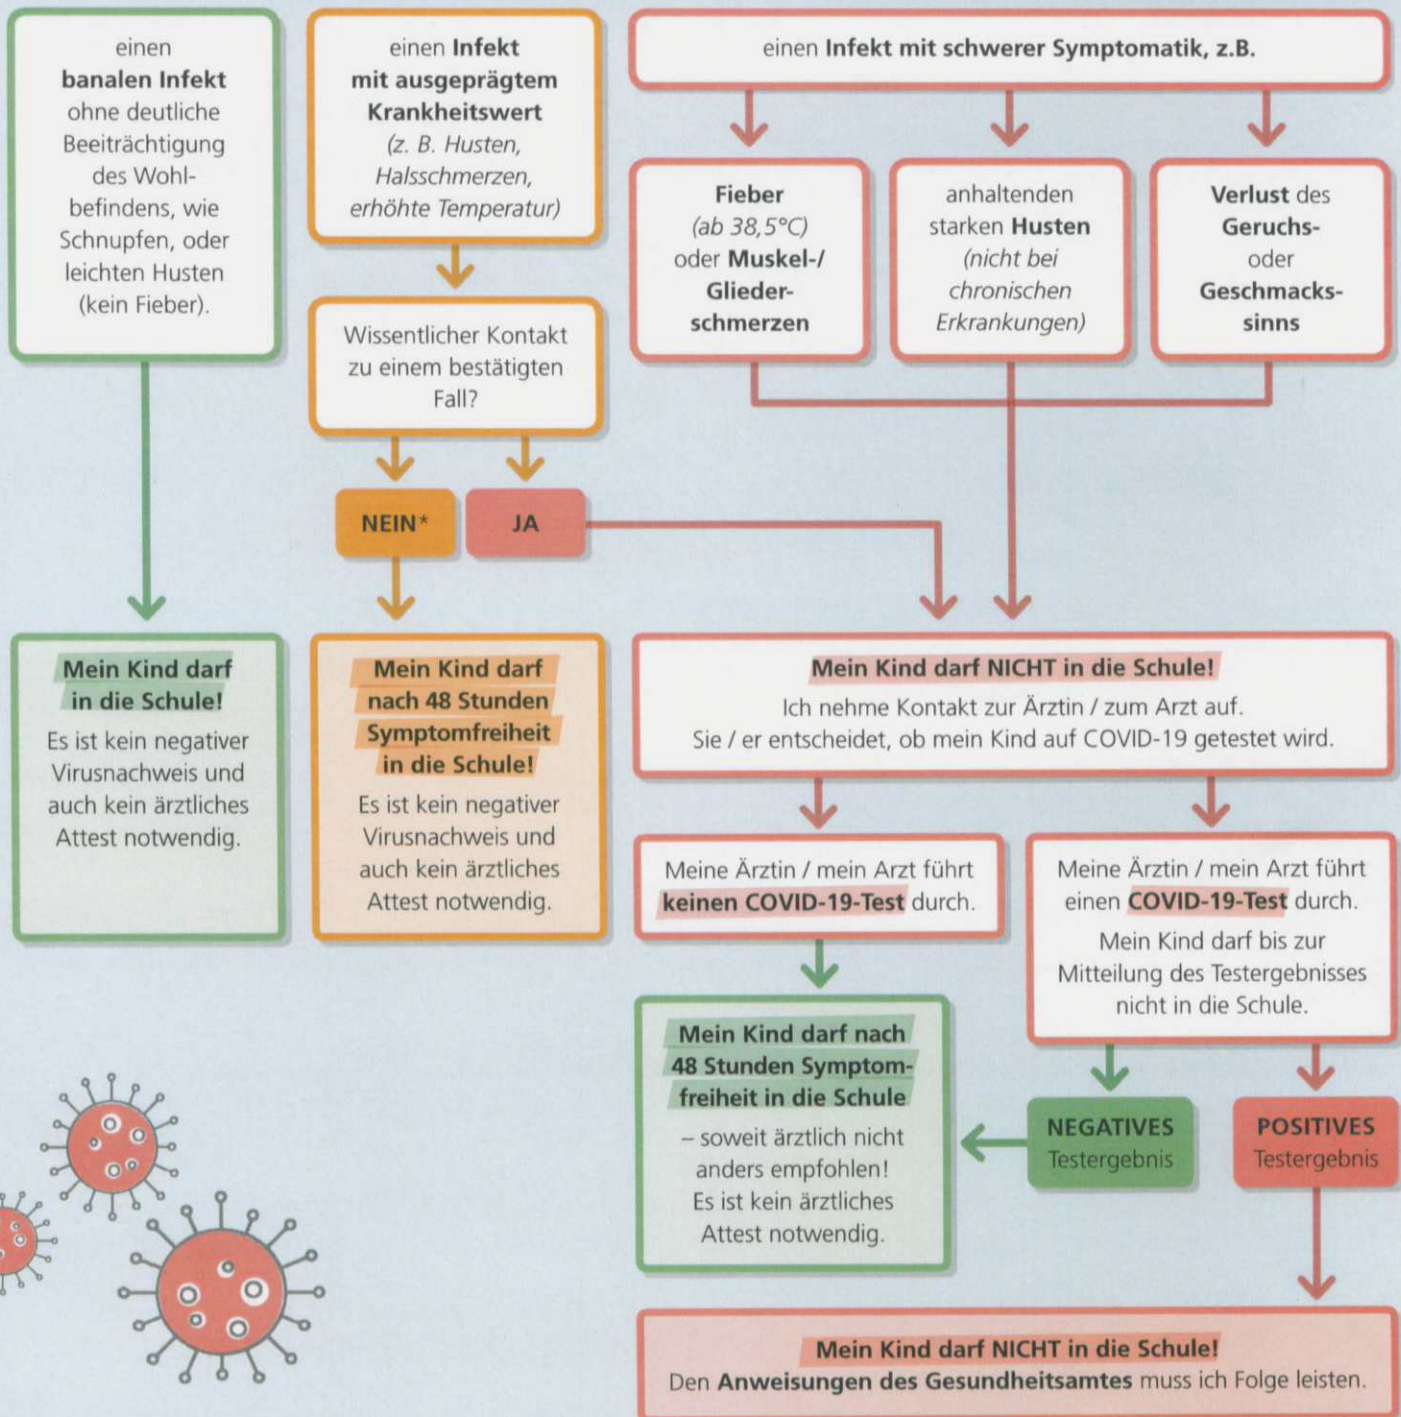 einen
banalen Infekt
ohne deutliche
Beeiträchtigung
des Wohl-
befindens, wie
Schnupfen, oder
leichten Husten
(kein Fieber).
einen Infekt
mit ausgeprägtem
Krankheitswert
(z. B. Husten,
Halsschmerzen,
erhöhte Temperatur)
Wissentlicher Kontakt
zu einem bestätigten
Fall?
NEIN*
JA
einen Infekt mit schwerer Symptomatik, z.B.
Fieber
(ab 38,5°C)
oder Muskel-/
Glieder-
schmerzen
anhaltenden
starken Husten
(nicht bei
chronischen
Erkrankungen)
Verlust des
Geruchs-
oder
Geschmacks-
sinns
Mein Kind darf
in die Schule!
Es ist kein negativer
Virusnachweis und
auch kein ärztliches
Attest notwendig.
Mein Kind darf
nach 48 Stunden
Symptomfreiheit
in die Schule!
Es ist kein negativer
Virusnachweis und
auch kein ärztliches
Attest notwendig.
Mein Kind darf NICHT in die Schule!
Ich nehme Kontakt zur Ärztin / zum Arzt auf.
Sie / er entscheidet, ob mein Kind auf COVID-19 getestet wird.
Meine Ärztin / mein Arzt führt
keinen COVID-19-Test durch.
Meine Ärztin / mein Arzt führt
einen COVID-19-Test durch.
Mein Kind darf bis zur
Mitteilung des Testergebnisses
nicht in die Schule.
Mein Kind darf nach
48 Stunden Symptom-
freiheit in die Schule
– soweit ärztlich nicht
anders empfohlen!
Es ist kein ärztliches
Attest notwendig.
NEGATIVES
Testergebnis
POSITIVES
Testergebnis
Mein Kind darf NICHT in die Schule!
Den Anweisungen des Gesundheitsamtes muss ich Folge leisten.